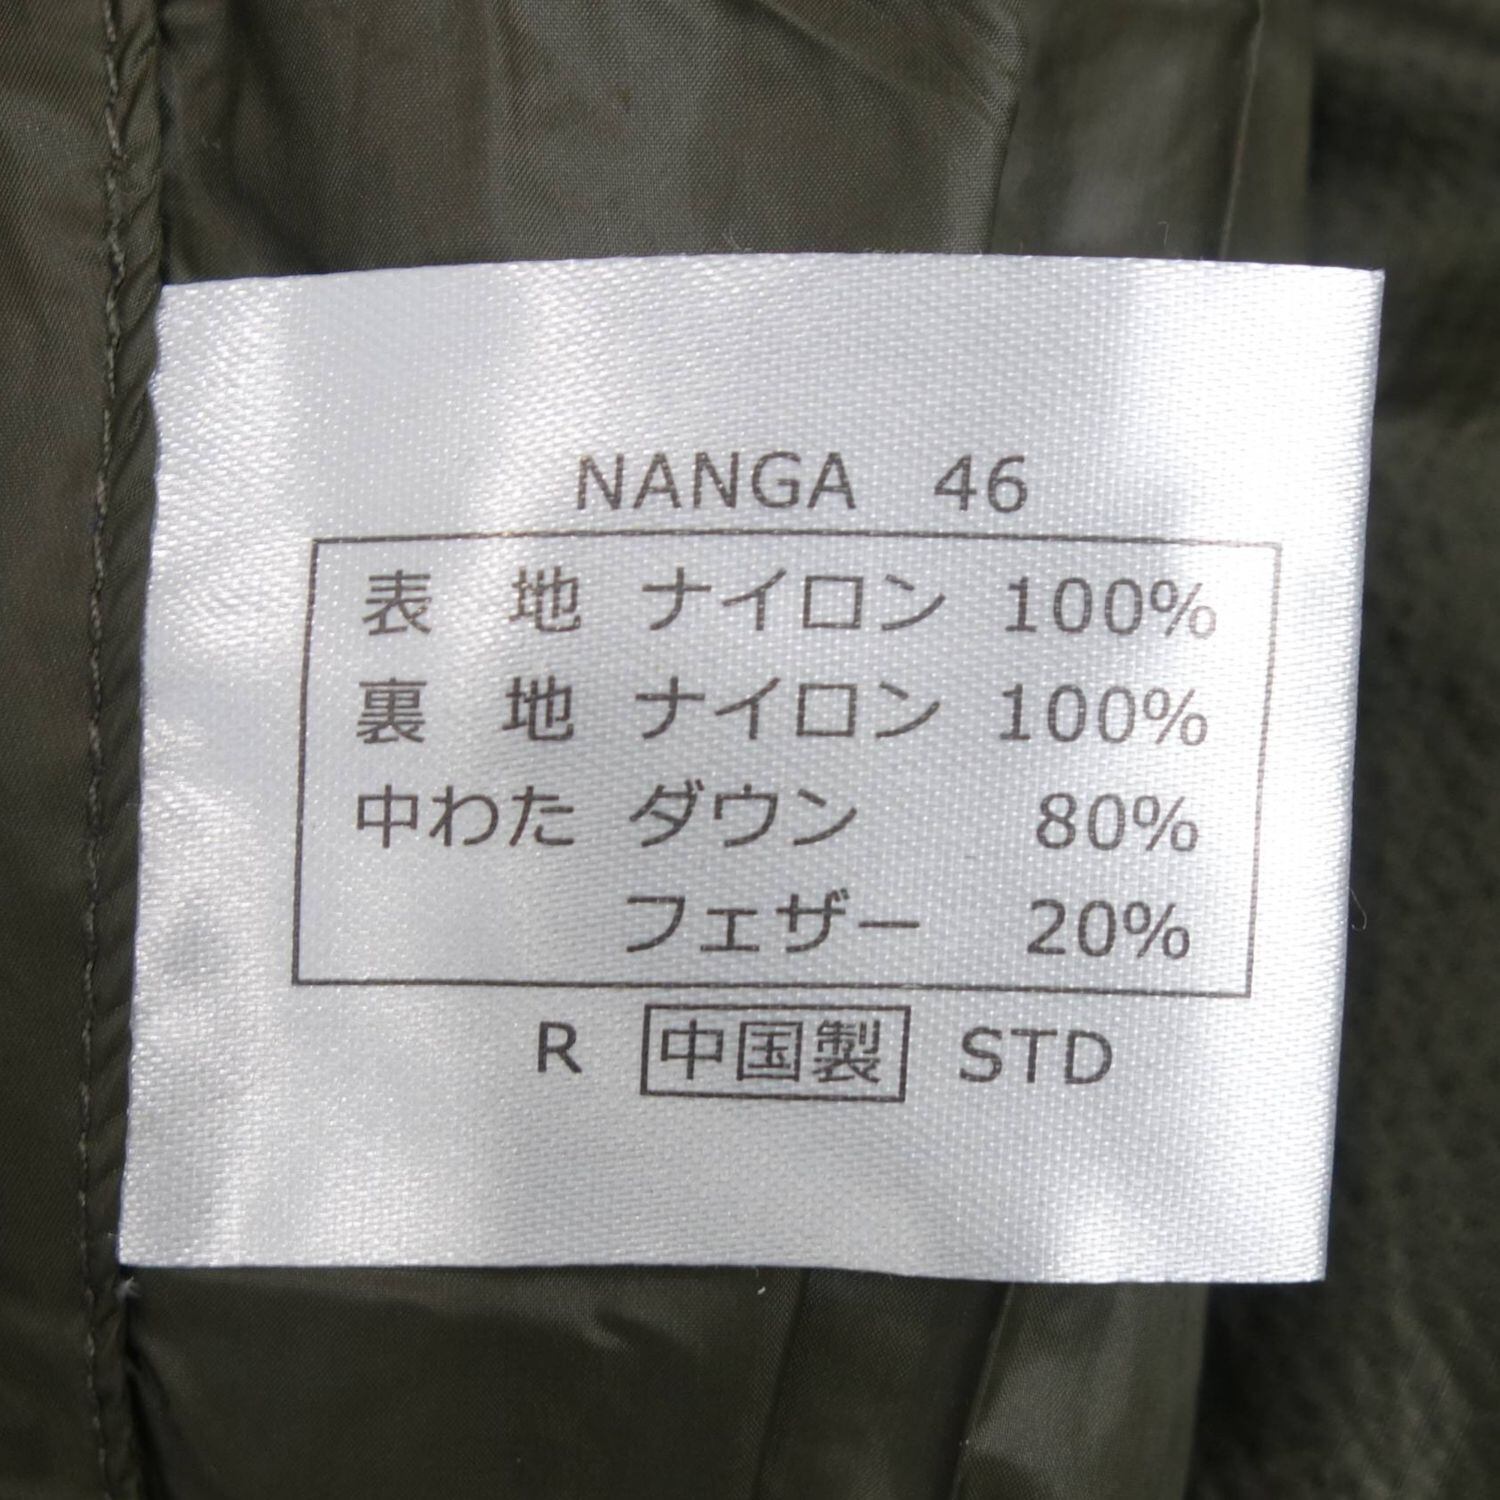 NANGA 46
表 地 ナイロン 100%
裏 地 ナイロン 100%
中わた ダウン 80%
フェザー 20%
R 中国製 STD